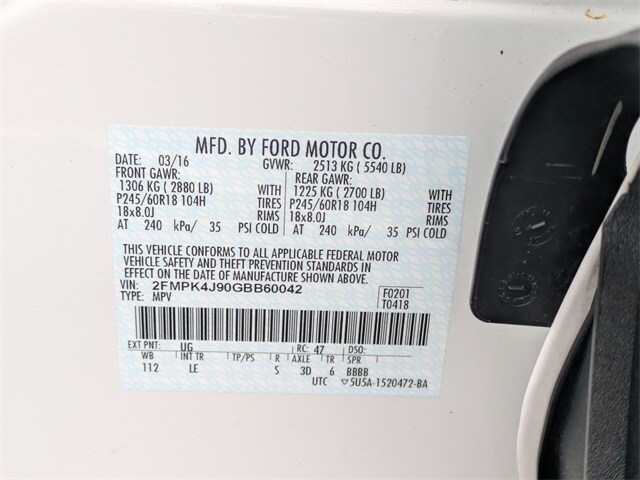 MFD. BY FORD MOTOR CO.
DATE: 03/16 GVWR: 2513 KG ( 5540 LB)
FRONT GAWR: REAR GAWR:
1306 KG ( 2880 LB) WITH 1225 KG ( 2700 LB) WITH
P245/60R18 104H TIRES P245/60R18 104H TIRES
18x8.0J RIMS 18x8.0J RIMS
AT 240 kPa/ 35 PSI COLD AT 240 kPa/ 35 PSI COLD
THIS VEHICLE CONFORMS TO ALL APPLICABLE FEDERAL MOTOR
VEHICLE SAFETY AND THEFT PREVENTION STANDARDS IN
EFFECT ON THE DATE OF MANUFACTURE SHOWN ABOVE.
VIN: 2FMPK4J90GBB60042 F0201
TYPE: MPV T0418
EXT PNT: UG RC: 47 DSO:
WB INT TR TP/PS R AXLE TR SPR
112 LE S 3D 6 BBBB
UTC ▽5U5A-1520472-BA